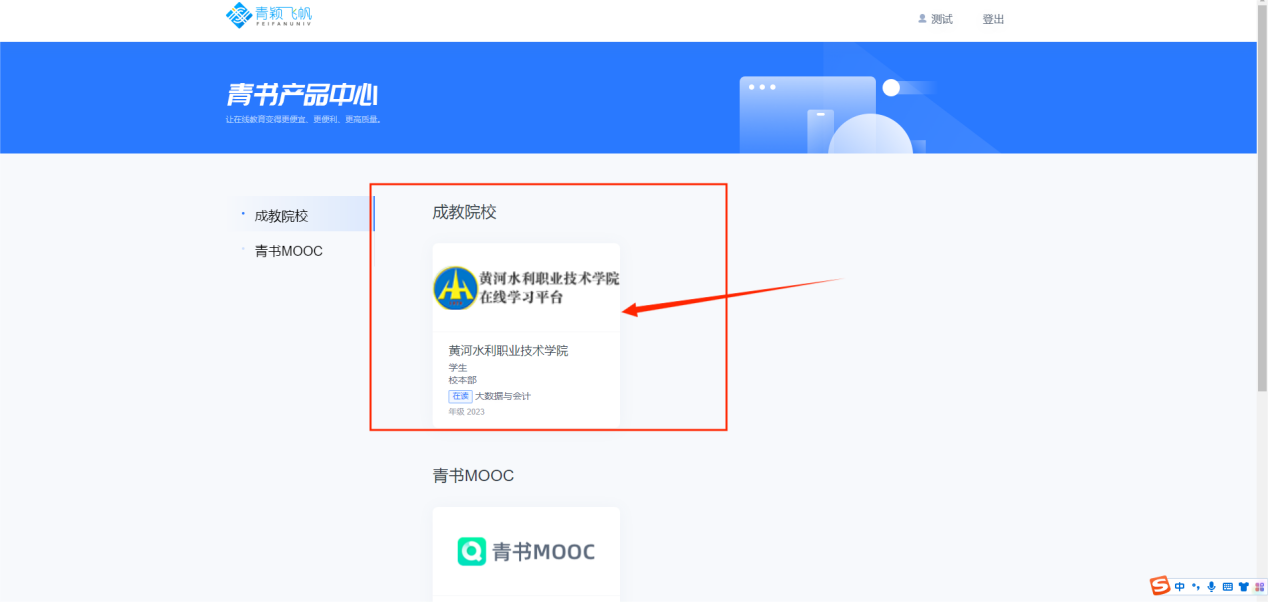 青颖飞帆
FEIFANUNIV
测试
登出
青书产品中心
让在线教育变得更便宜、更便利、更高质量。
成教院校
青书MOOC
成教院校
黄河水利职业技术学院
在线学习平台
黄河水利职业技术学院
学生
校本部
在读 大数据与会计
年级 2023
青书MOOC
青书MOOC
中